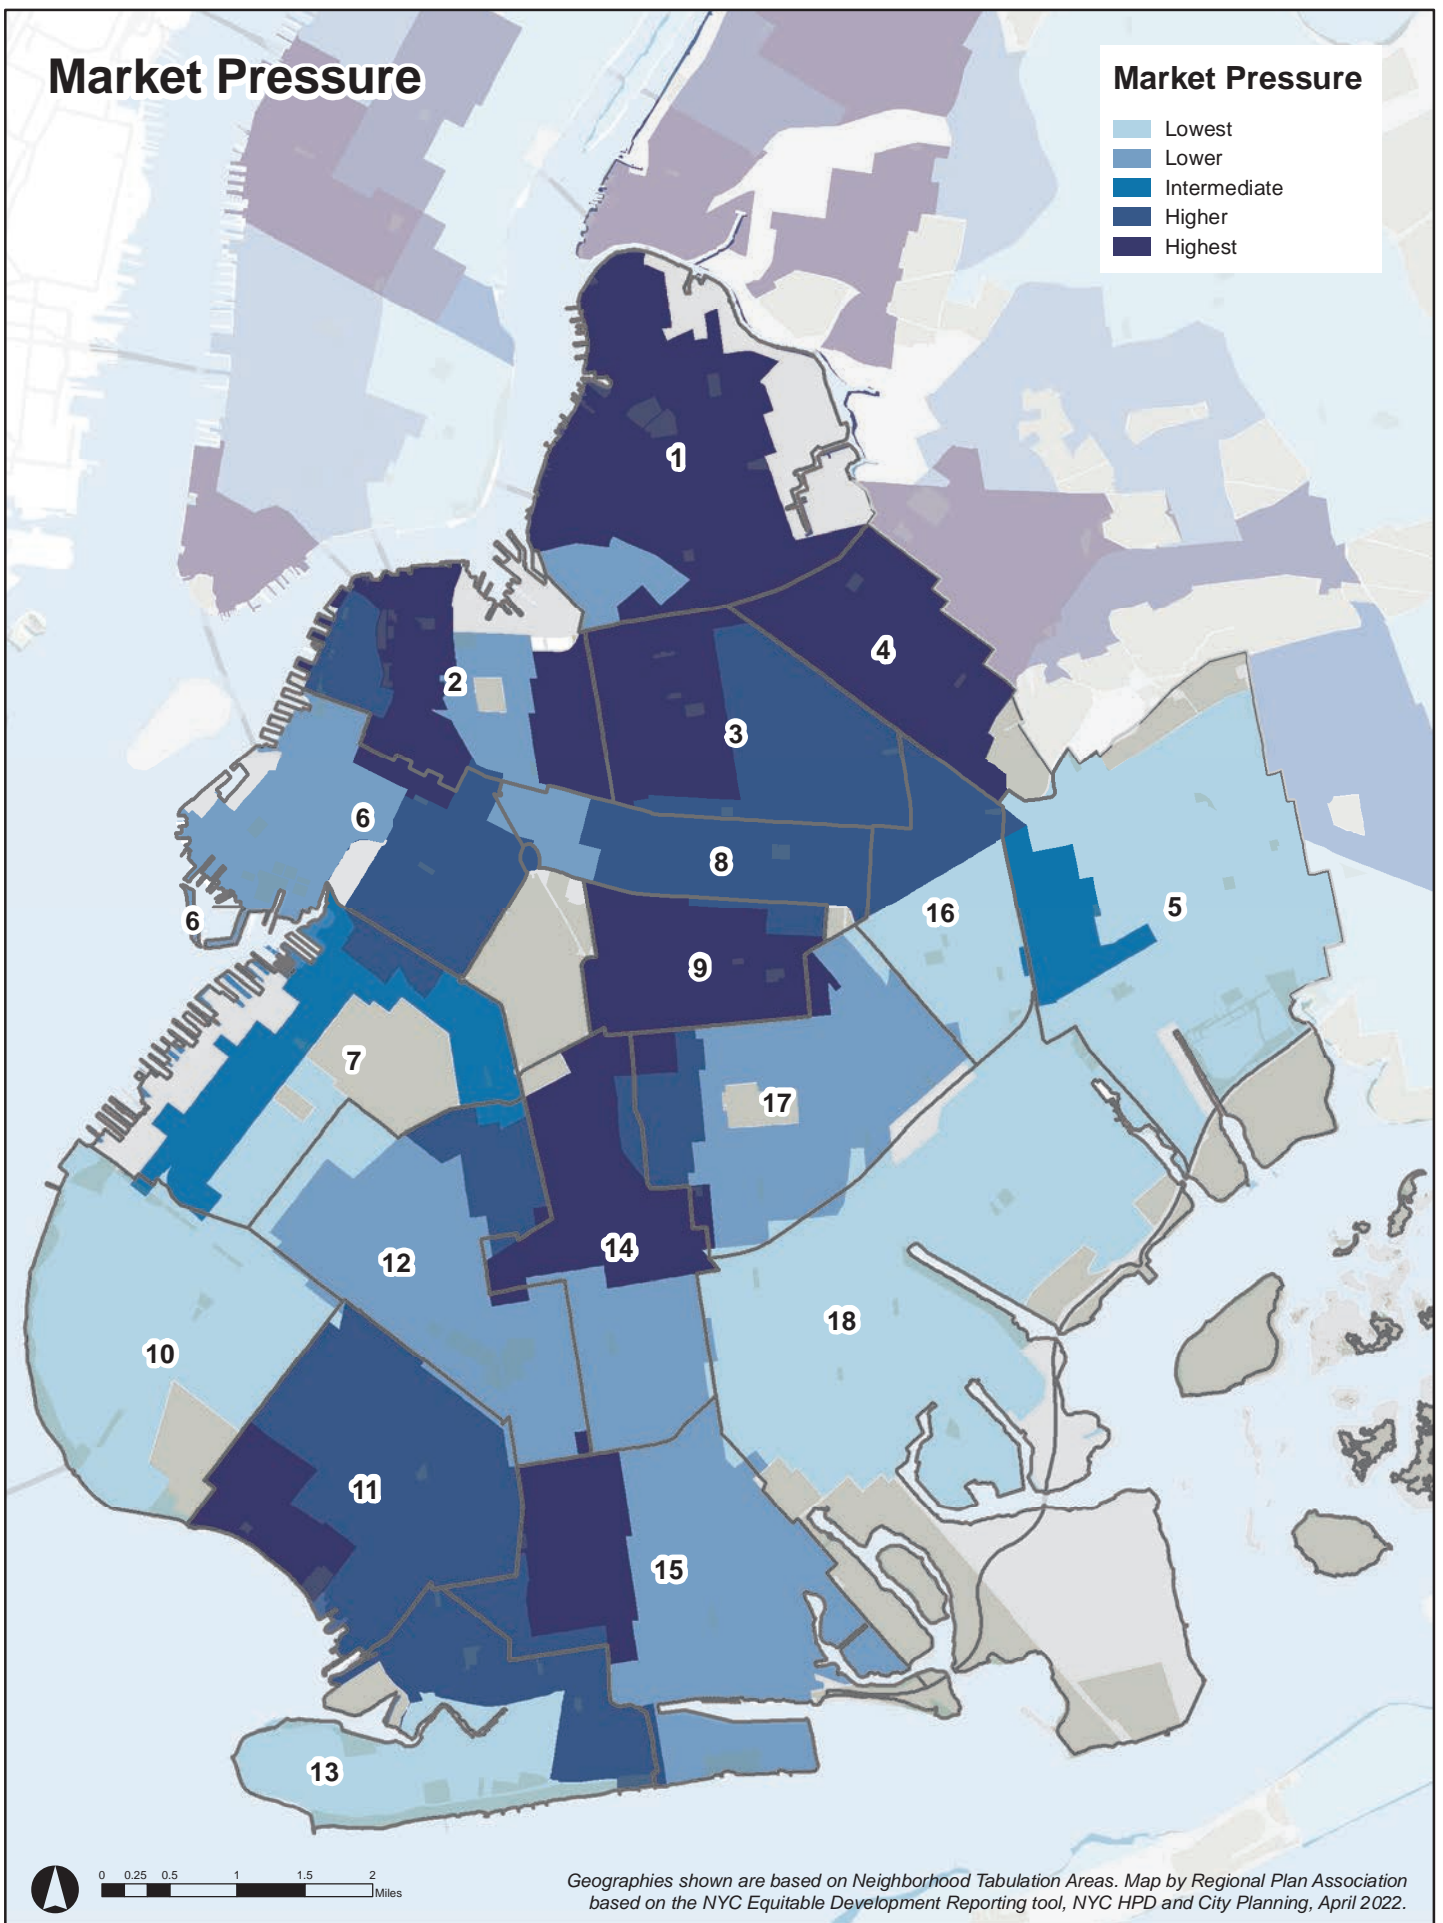 Market Pressure
Market Pressure
Lowest
Lower
Intermediate
Higher
Highest
1
4
2
3
6
8
5
6
16
9
7
17
14
12
18
10
11
15
13
0 0.25 0.5 1 1.5 2
Miles
Geographies shown are based on Neighborhood Tabulation Areas. Map by Regional Plan Association
based on the NYC Equitable Development Reporting tool, NYC HPD and City Planning, April 2022.